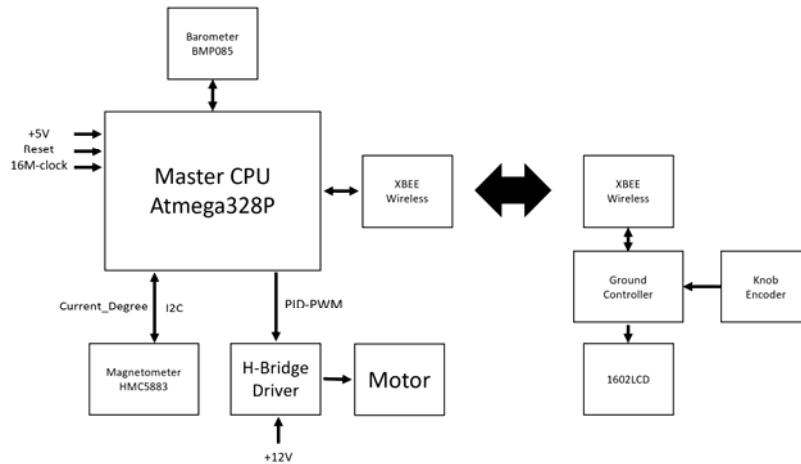 Barometer
BMP085
+5V
Reset
16M-clock
Master CPU
Atmega328P
XBEE
Wireless
XBEE
Wireless
Ground
Controller
Knob
Encoder
Current_Degree
I2C
PID-PWM
Magnetometer
HMC5883
H-Bridge
Driver
Motor
1602LCD
+12V